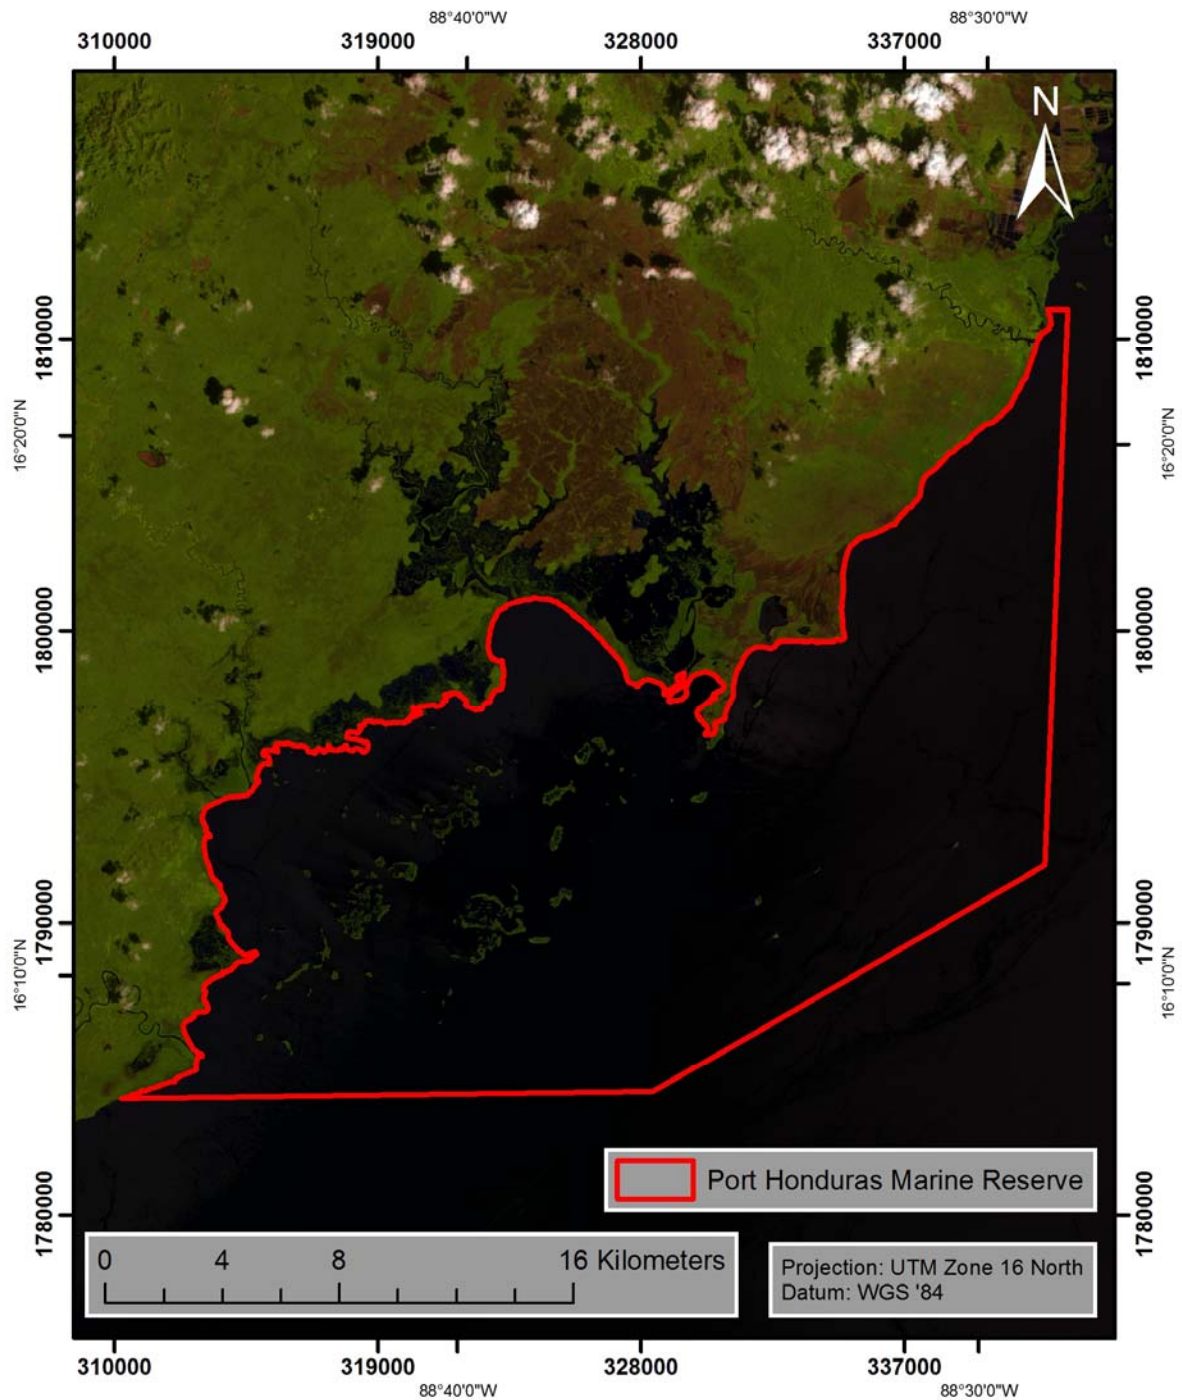 88°40'0"W 88°30'0"W
310000 319000 328000 337000
N
1810000 1810000
16°20'0"N 16°20'0"N
1800000 1800000
1790000 1790000
16°10'0"N 16°10'0"N
Port Honduras Marine Reserve
1780000 1780000
0 4 8 16 Kilometers
Projection: UTM Zone 16 North
Datum: WGS '84
310000 319000 328000 337000
88°40'0"W 88°30'0"W